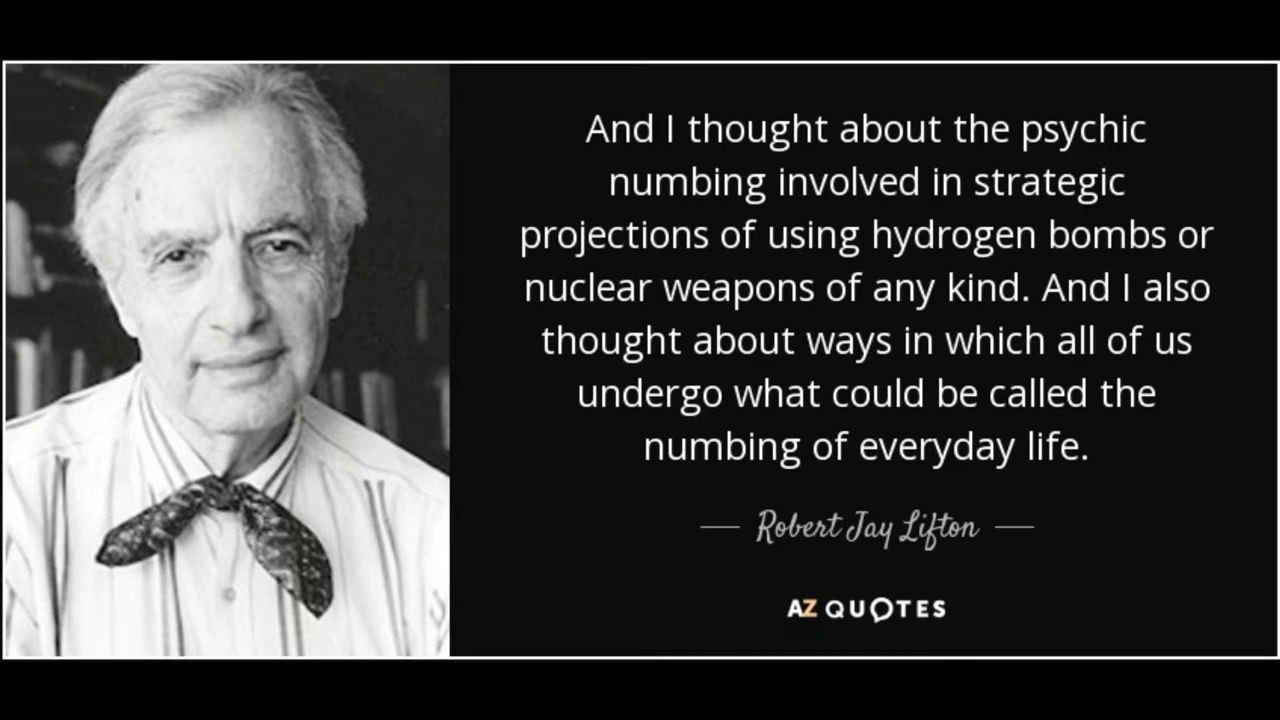 And I thought about the psychic
numbing involved in strategic
projections of using hydrogen bombs or
nuclear weapons of any kind. And I also
thought about ways in which all of us
undergo what could be called the
numbing of everyday life.
Robert Jay Lifton
AZ QUOTES